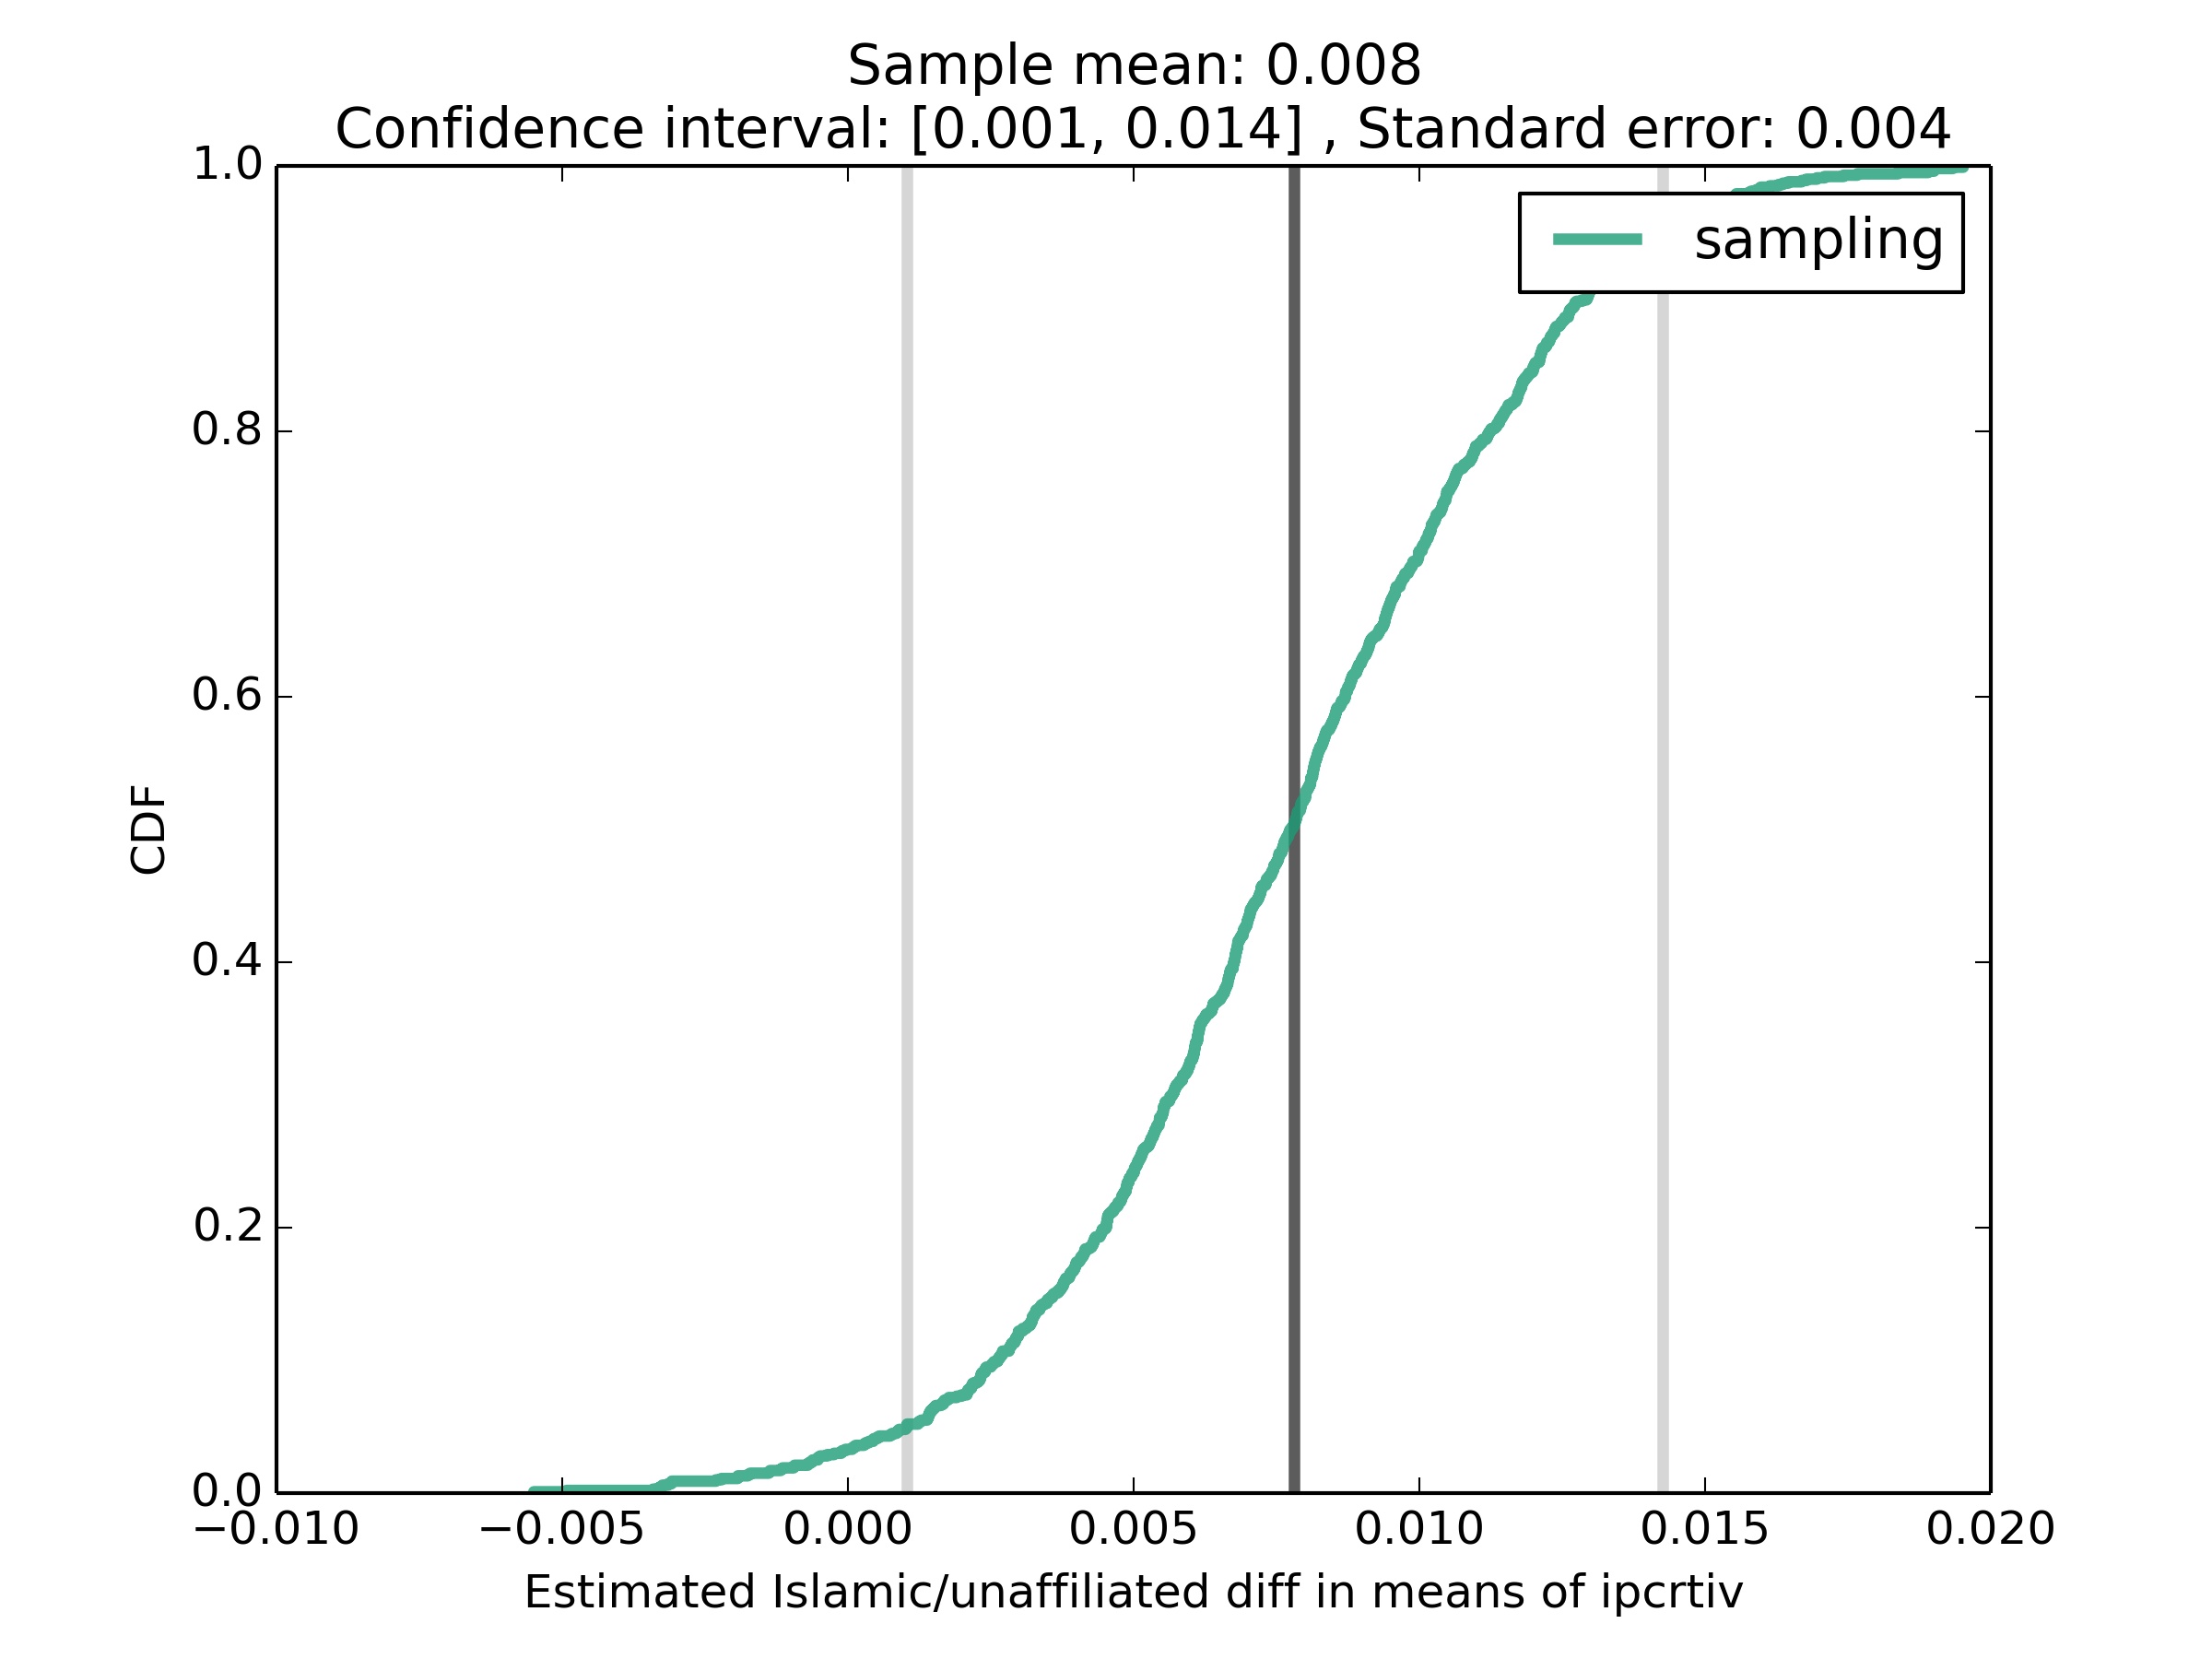 Sample mean: 0.008
Confidence interval: [0.001, 0.014] , Standard error: 0.004
1.0
sampling
0.8
0.6
CDF
0.4
0.2
0.0
−0.010 −0.005 0.000 0.005 0.010 0.015 0.020
Estimated Islamic/unaffiliated diff in means of ipcrtiv